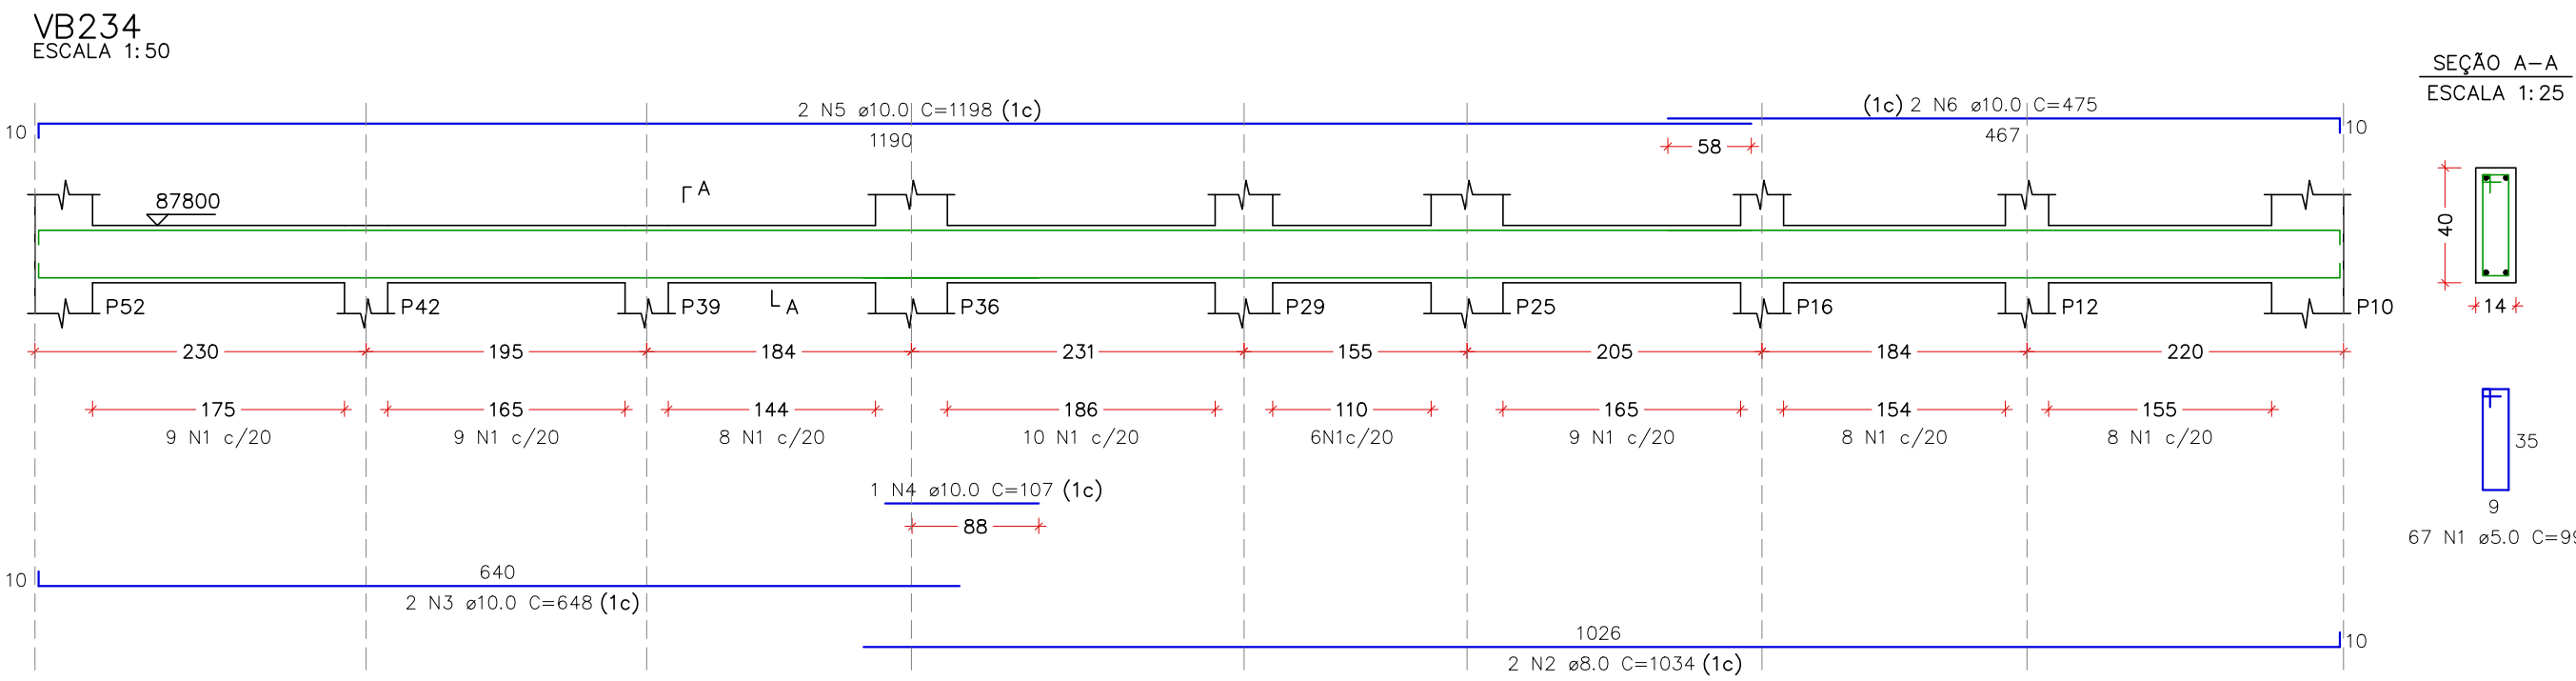 VB234
ESCALA 1:50
SEÇÃO A-A
ESCALA 1:25
2 N5 ø10.0 C=1198 (1c)
(1c) 2 N6 ø10.0 C=475
10
1190
467
10
58
A
87800
40
14
P52
P42
P39
A
P36
P29
P25
P16
P12
P10
230
195
184
231
155
205
184
220
175
165
144
186
110
165
154
155
9 N1 c/20
9 N1 c/20
8 N1 c/20
10 N1 c/20
6N1c/20
9 N1 c/20
8 N1 c/20
8 N1 c/20
35
9
67 N1 ø5.0 C=99
1 N4 ø10.0 C=107 (1c)
88
10
640
2 N3 ø10.0 C=648 (1c)
1026
10
2 N2 ø8.0 C=1034 (1c)